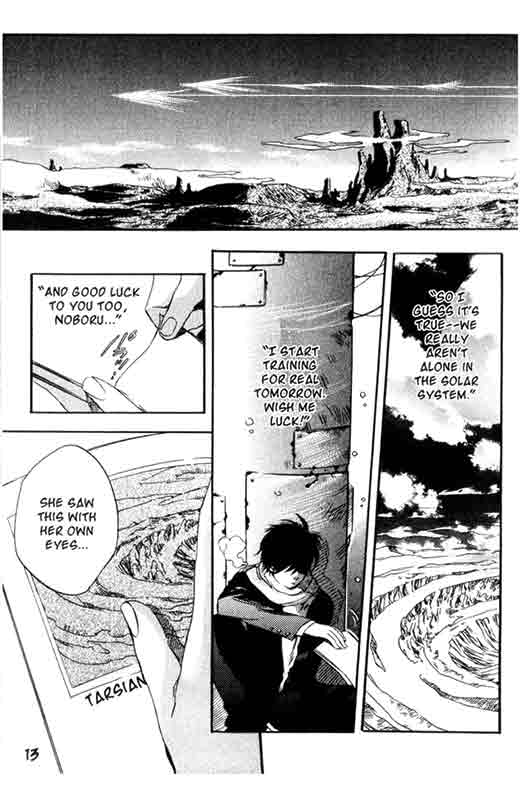 "SO I
GUESS IT'S
TRUE--WE
REALLY
AREN'T
ALONE IN
THE SOLAR
SYSTEM."
"I START
TRAINING
FOR REAL
TOMORROW.
WISH ME
LUCK!"
"AND GOOD LUCK
TO YOU TOO,
NOBORU..."
SHE SAW
THIS WITH
HER OWN
EYES...
TARSIAN
13